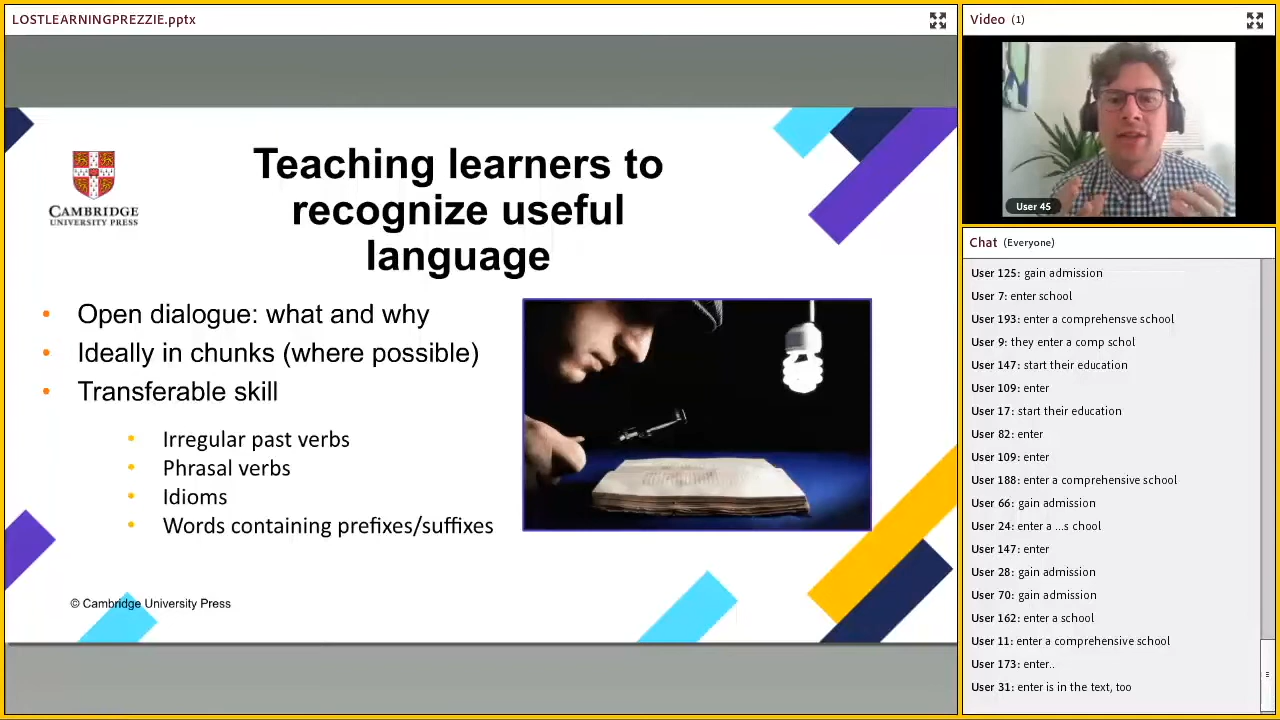 LOSTLEARNINGPREZZIE.pptx
CAMBRIDGE
UNIVERSITY PRESS
Teaching learners to
recognize useful
language
• Open dialogue: what and why
• Ideally in chunks (where possible)
• Transferable skill
• Irregular past verbs
• Phrasal verbs
• Idioms
• Words containing prefixes/suffixes
© Cambridge University Press
Video (1)
User 45
Chat (Everyone)
User 125: gain admission
User 7: enter school
User 193: enter a comprehensve school
User 9: they enter a comp schol
User 147: start their education
User 109: enter
User 17: start their education
User 82: enter
User 109: enter
User 188: enter a comprehensive school
User 66: gain admission
User 24: enter a ...s chool
User 147: enter
User 28: gain admission
User 70: gain admission
User 162: enter a school
User 11: enter a comprehensive school
User 173: enter..
User 31: enter is in the text, too